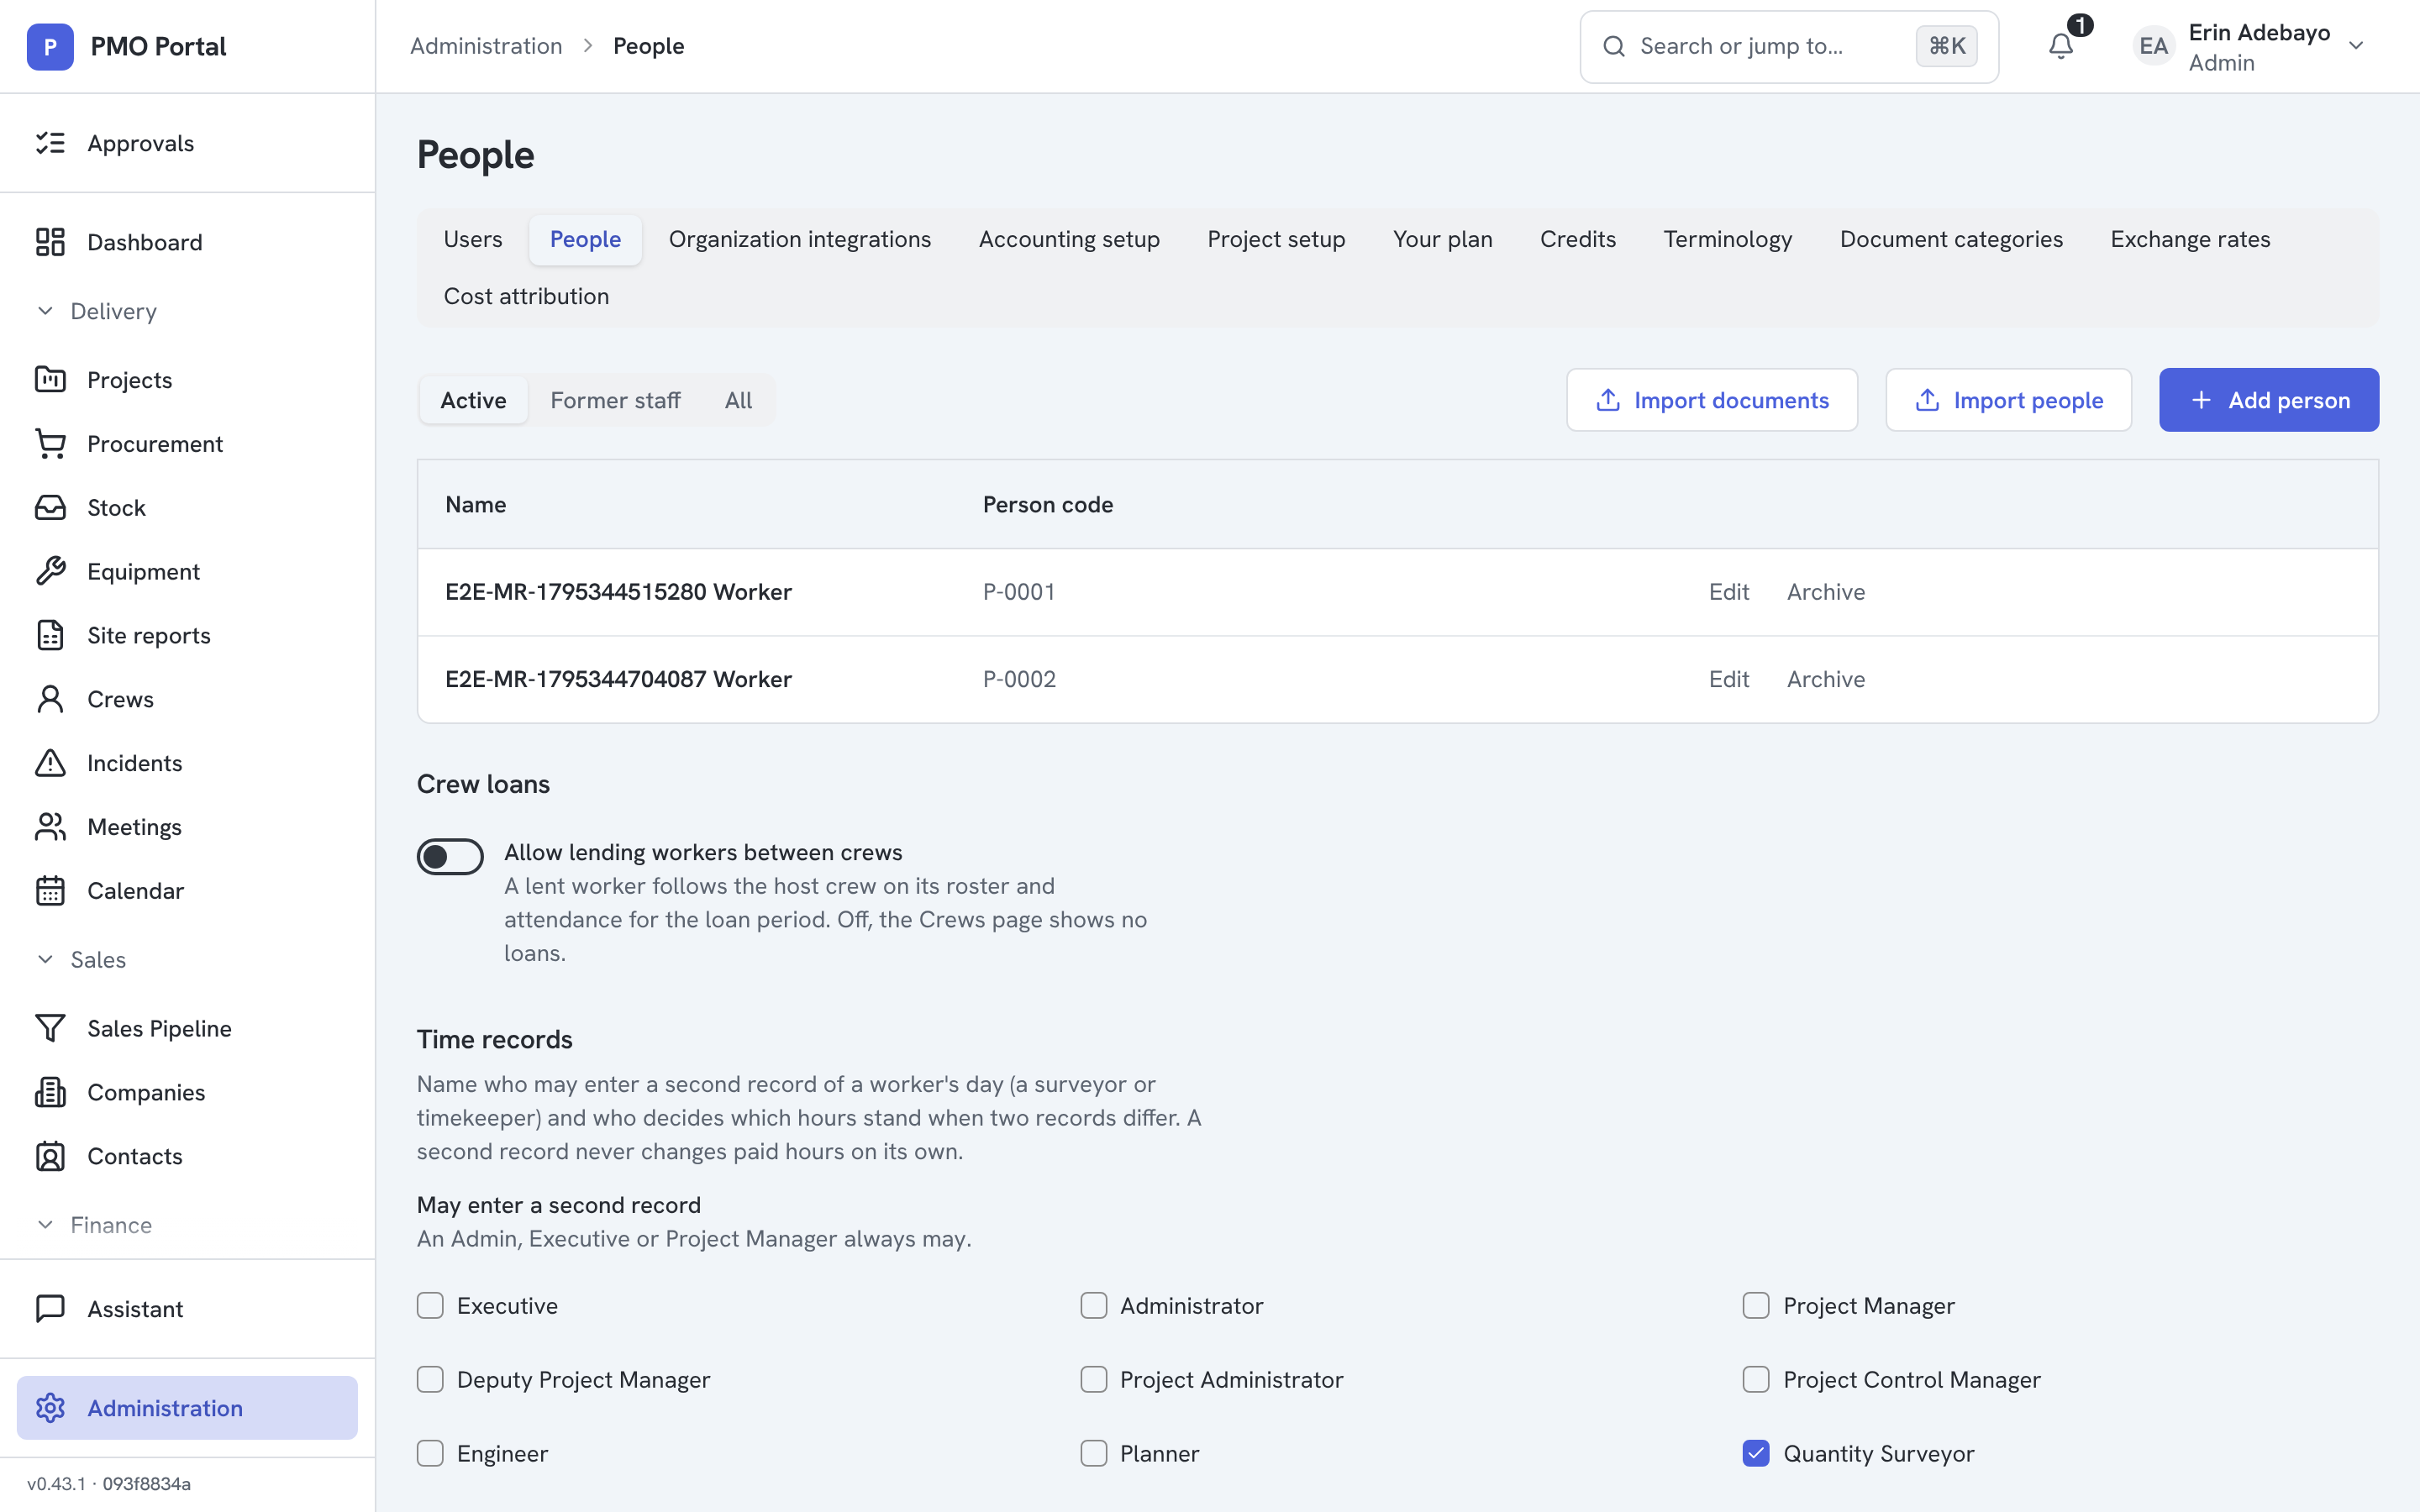 P PMO Portal
Administration > People
Search or jump to... ⌘K
1
EA Erin Adebayo
Admin
Approvals
Dashboard
Delivery
Projects
Procurement
Stock
Equipment
Site reports
Crews
Incidents
Meetings
Calendar
Sales
Sales Pipeline
Companies
Contacts
Finance
Assistant
Administration
v0.43.1 · 093f8834a
People
Users People Organization integrations Accounting setup Project setup Your plan Credits Terminology Document categories Exchange rates
Cost attribution
Active Former staff All Import documents Import people + Add person
Name Person code
E2E-MR-1795344515280 Worker P-0001 Edit Archive
E2E-MR-1795344704087 Worker P-0002 Edit Archive
Crew loans
Allow lending workers between crews
A lent worker follows the host crew on its roster and
attendance for the loan period. Off, the Crews page shows no
loans.
Time records
Name who may enter a second record of a worker's day (a surveyor or
timekeeper) and who decides which hours stand when two records differ. A
second record never changes paid hours on its own.
May enter a second record
An Admin, Executive or Project Manager always may.
Executive Administrator Project Manager
Deputy Project Manager Project Administrator Project Control Manager
Engineer Planner Quantity Surveyor